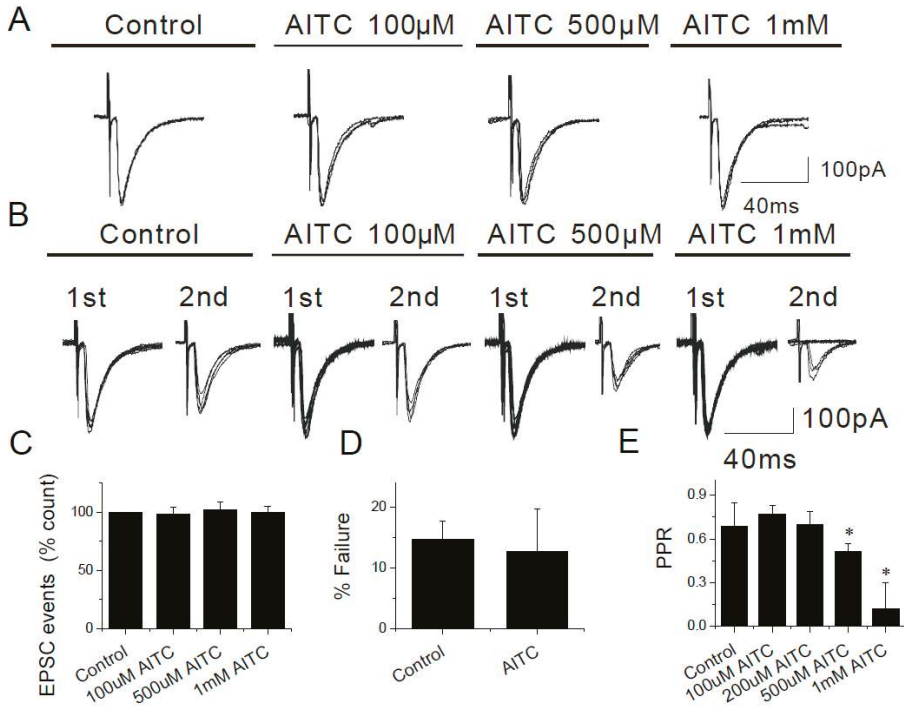 A
Control AITC 100µM AITC 500µM AITC 1mM
100pA
40ms
B
Control AITC 100µM AITC 500µM AITC 1mM
1st 2nd 1st 2nd 1st 2nd 1st 2nd
100pA
40ms
C
EPSC events (% count)
100
50
0
Control 100uM AITC 500uM AITC 1mM AITC
D
% Failure
20
10
0
Control AITC
E
PPR
0.9
0.6
0.3
0.0
* *
Control 100uM AITC 200uM AITC 500uM AITC 1mM AITC